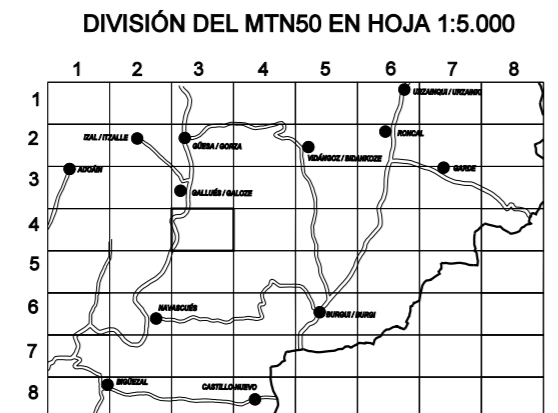 DIVISIÓN DEL MTN50 EN HOJA 1:5.000
1 2 3 4 5 6 7 8
1
URZAINQUI / URZAINKI
2
IZAL / ITZALLE
GÜESA / GORZA
VIDÁNGOZ / BIDANKOZE
RONCAL
3
GALLUÉS / GALOZE
GARDE
4
5
6
NAVASCUÉS
BURGUI / BURGI
7
8
BIGÜEZAL
CASTILLO-NUEVO